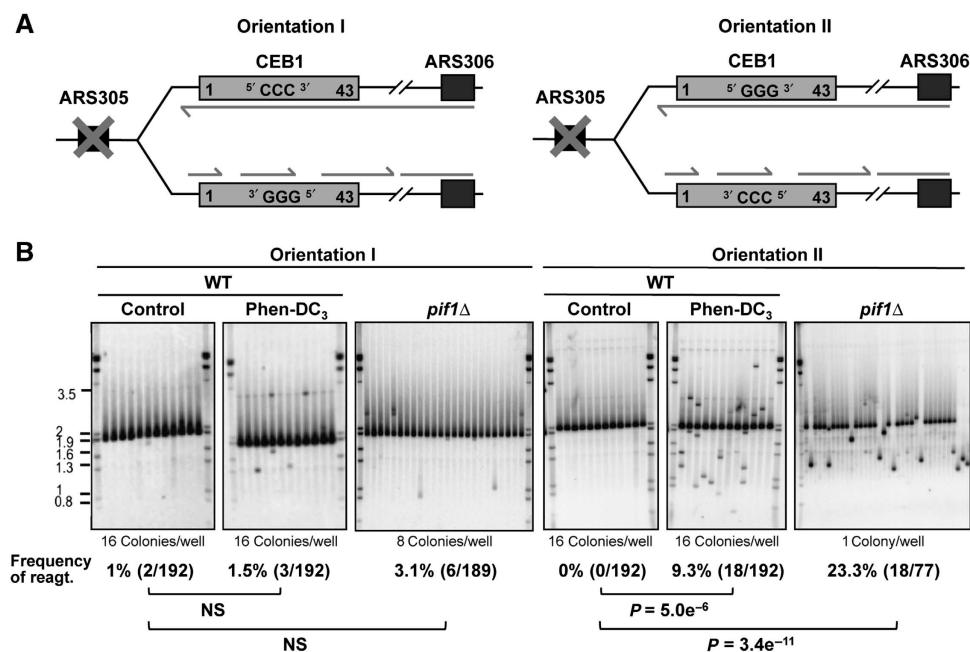 A
Orientation I
Orientation II
CEB1
ARS306
CEB1
ARS306
ARS305
1 5′ CCC 3′ 43
ARS305
1 5′ GGG 3′ 43
1 3′ GGG 5′ 43
1 3′ CCC 5′ 43
B
Orientation I
Orientation II
WT
WT
Control
Phen-DC3
pif1Δ
Control
Phen-DC3
pif1Δ
3.5
2
1.9
1.6
1.3
1
0.8
16 Colonies/well
16 Colonies/well
8 Colonies/well
16 Colonies/well
16 Colonies/well
1 Colony/well
Frequency
of reagt.
1% (2/192)
1.5% (3/192)
3.1% (6/189)
0% (0/192)
9.3% (18/192)
23.3% (18/77)
NS
P = 5.0e−6
NS
P = 3.4e−11